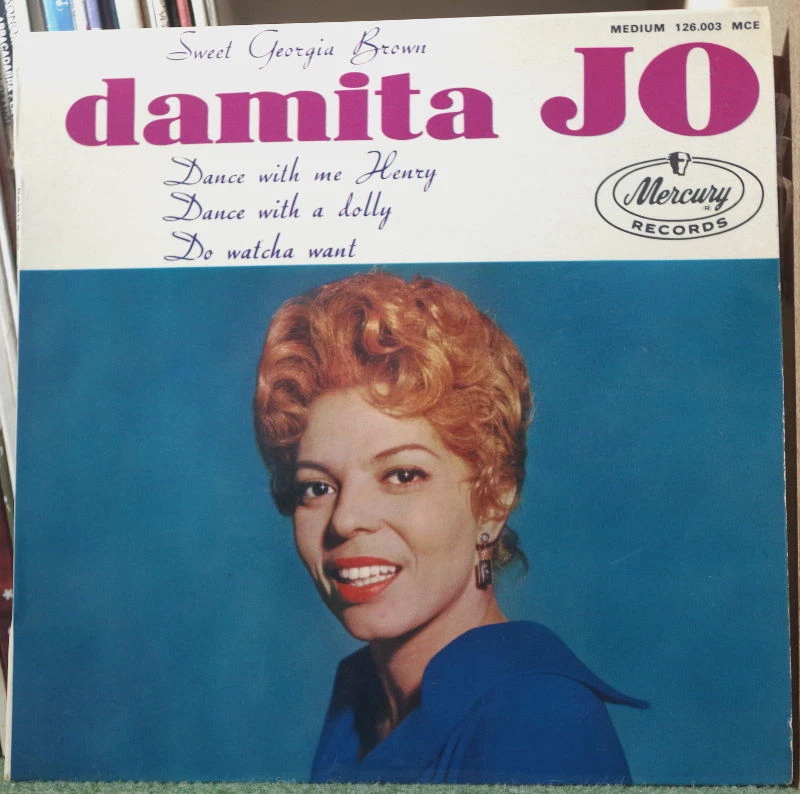 MEDIUM 126.003 MCE
Sweet Georgia Brown
damita JO
Dance with me Henry
Dance with a dolly
Do watcha want
Mercury
®
RECORDS